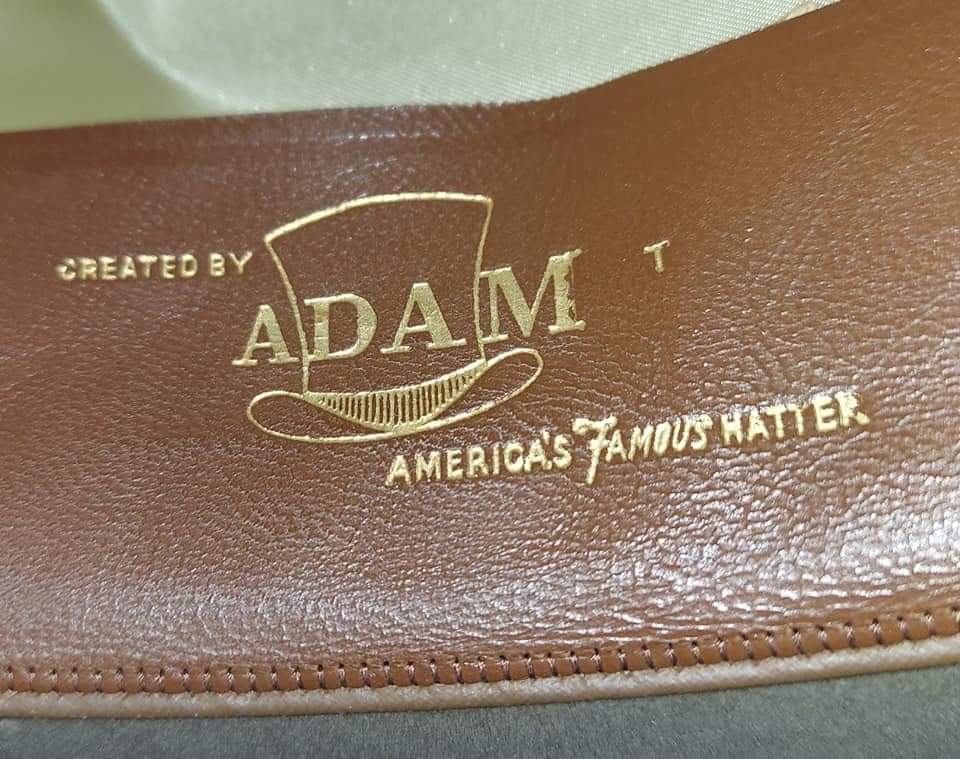 CREATED BY
ADAM T
AMERICA'S FAMOUS HATTER